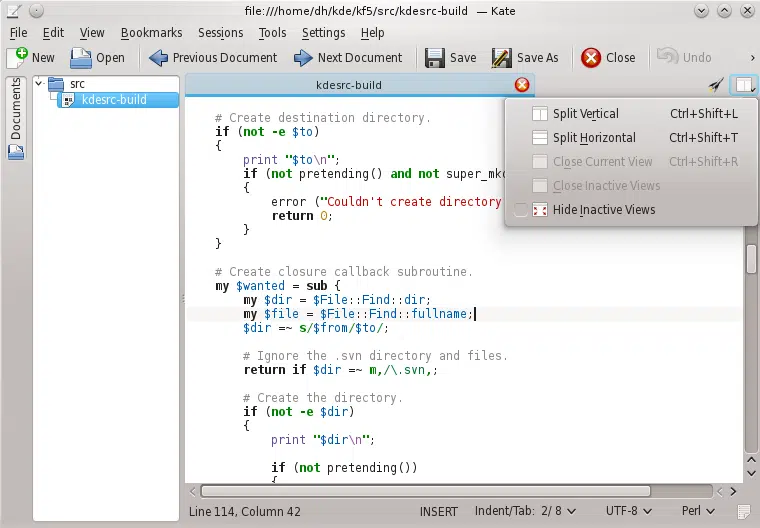 file:///home/dh/kde/kf5/src/kdesrc-build — Kate
File Edit View Bookmarks Sessions Tools Settings Help
New Open Previous Document Next Document Save Save As Close Undo
Documents
src
kdesrc-build
kdesrc-build
Split Vertical Ctrl+Shift+L
Split Horizontal Ctrl+Shift+T
Close Current View Ctrl+Shift+R
Close Inactive Views
Hide Inactive Views
# Create destination directory.
if (not -e $to)
{
print "$to\n";
if (not pretending() and not super_mkd
{
error ("Couldn't create directory
return 0;
}
}
# Create closure callback subroutine.
my $wanted = sub {
my $dir = $File::Find::dir;
my $file = $File::Find::fullname;
$dir =~ s/$from/$to/;
# Ignore the .svn directory and files.
return if $dir =~ m,/\.svn,;
# Create the directory.
if (not -e $dir)
{
print "$dir\n";
if (not pretending())
{
Line 114, Column 42 INSERT Indent/Tab: 2/ 8 UTF-8 Perl